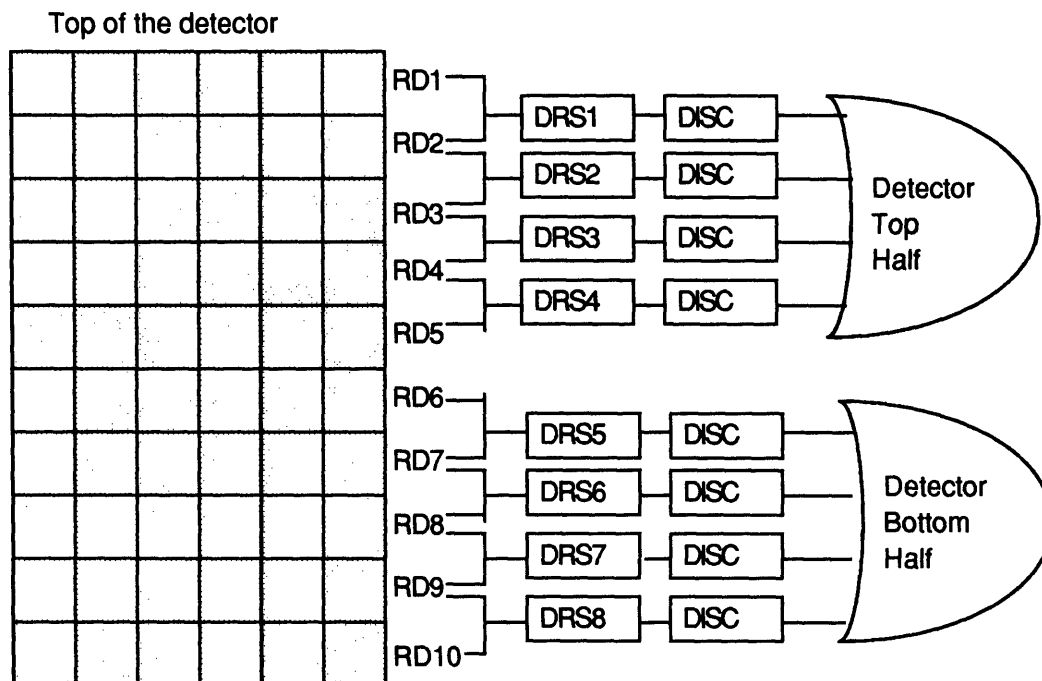 Top of the detector
RD1
DRS1 DISC
RD2
DRS2 DISC
RD3
DRS3 DISC
RD4
DRS4 DISC
RD5
Detector
Top
Half
RD6
DRS5 DISC
RD7
DRS6 DISC
RD8
DRS7 DISC
RD9
DRS8 DISC
RD10
Detector
Bottom
Half